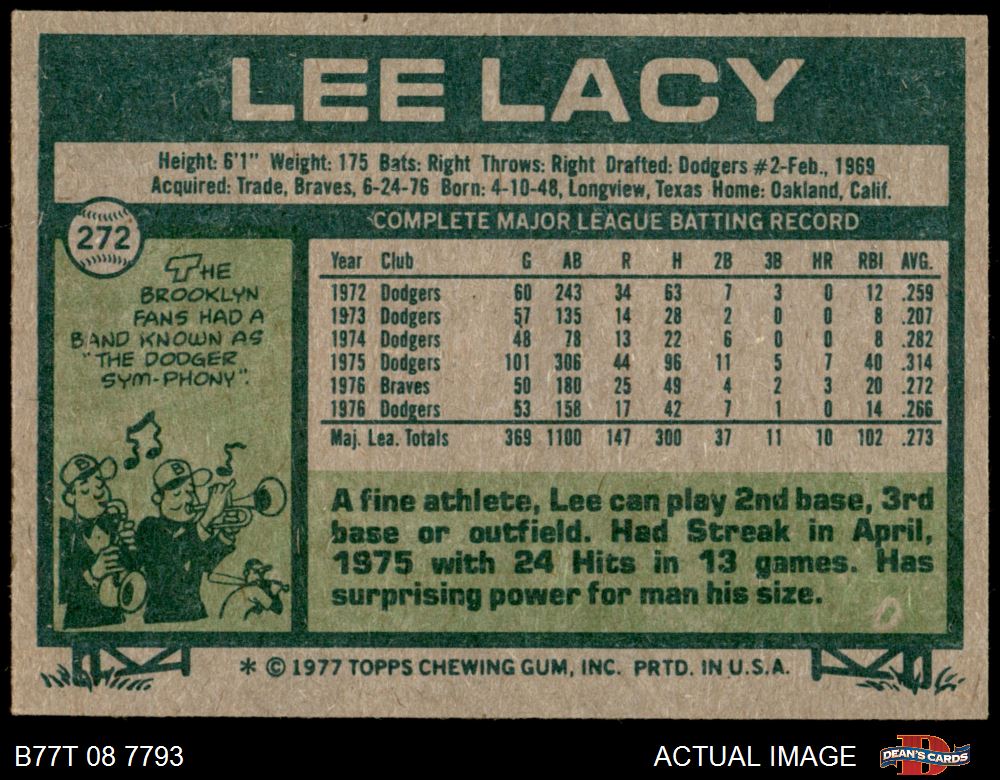 LEE LACY
Height: 6'1" Weight: 175 Bats: Right Throws: Right Drafted: Dodgers #2-Feb., 1969
Acquired: Trade, Braves, 6-24-76 Born: 4-10-48, Longview, Texas Home: Oakland, Calif.
272
COMPLETE MAJOR LEAGUE BATTING RECORD
THE
BROOKLYN
FANS HAD A
BAND KNOWN AS
"THE DODGER
SYM-PHONY".
B
Year Club G AB R H 2B 3B HR RBI AVG.
1972 Dodgers 60 243 34 63 7 3 0 12 .259
1973 Dodgers 57 135 14 28 2 0 0 8 .207
1974 Dodgers 48 78 13 22 6 0 0 8 .282
1975 Dodgers 101 306 44 96 11 5 7 40 .314
1976 Braves 50 180 25 49 4 2 3 20 .272
1976 Dodgers 53 158 17 42 7 1 0 14 .266
Maj. Lea. Totals 369 1100 147 300 37 11 10 102 .273
A fine athlete, Lee can play 2nd base, 3rd
base or outfield. Had Streak in April,
1975 with 24 Hits in 13 games. Has
surprising power for man his size.
* © 1977 TOPPS CHEWING GUM, INC. PRTD. IN U.S.A.
B77T 08 7793
ACTUAL IMAGE
D
DEAN'S CARDS